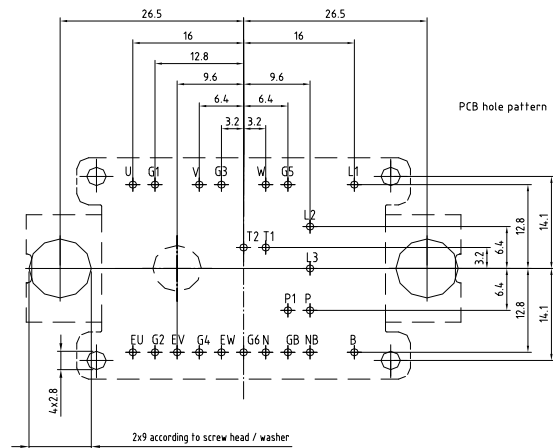 26.5 26.5
16 16
12.8
9.6 9.6
6.4 6.4
PCB hole pattern
3.2 3.2
U G1 V G3 W G5 L1
L2
T2 T1
L3
6.4
3.2
12.8
14.1
6.4
12.8
14.1
P1 P
EU G2 EV G4 EW G6 N GB NB B
4x2.8
2x9 according to screw head / washer